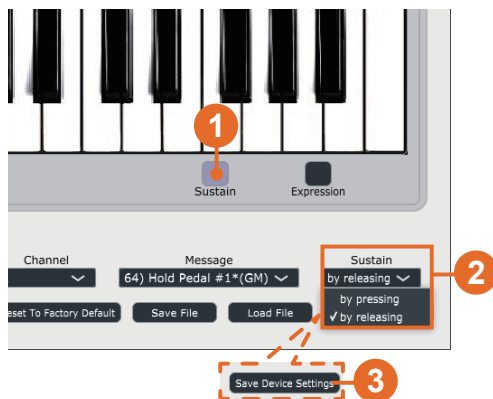 1
Sustain Expression
Channel Message Sustain
64) Hold Pedal #1*(GM) by releasing
2
by pressing
✓by releasing
eset To Factory Default Save File Load File
Save Device Settings
3